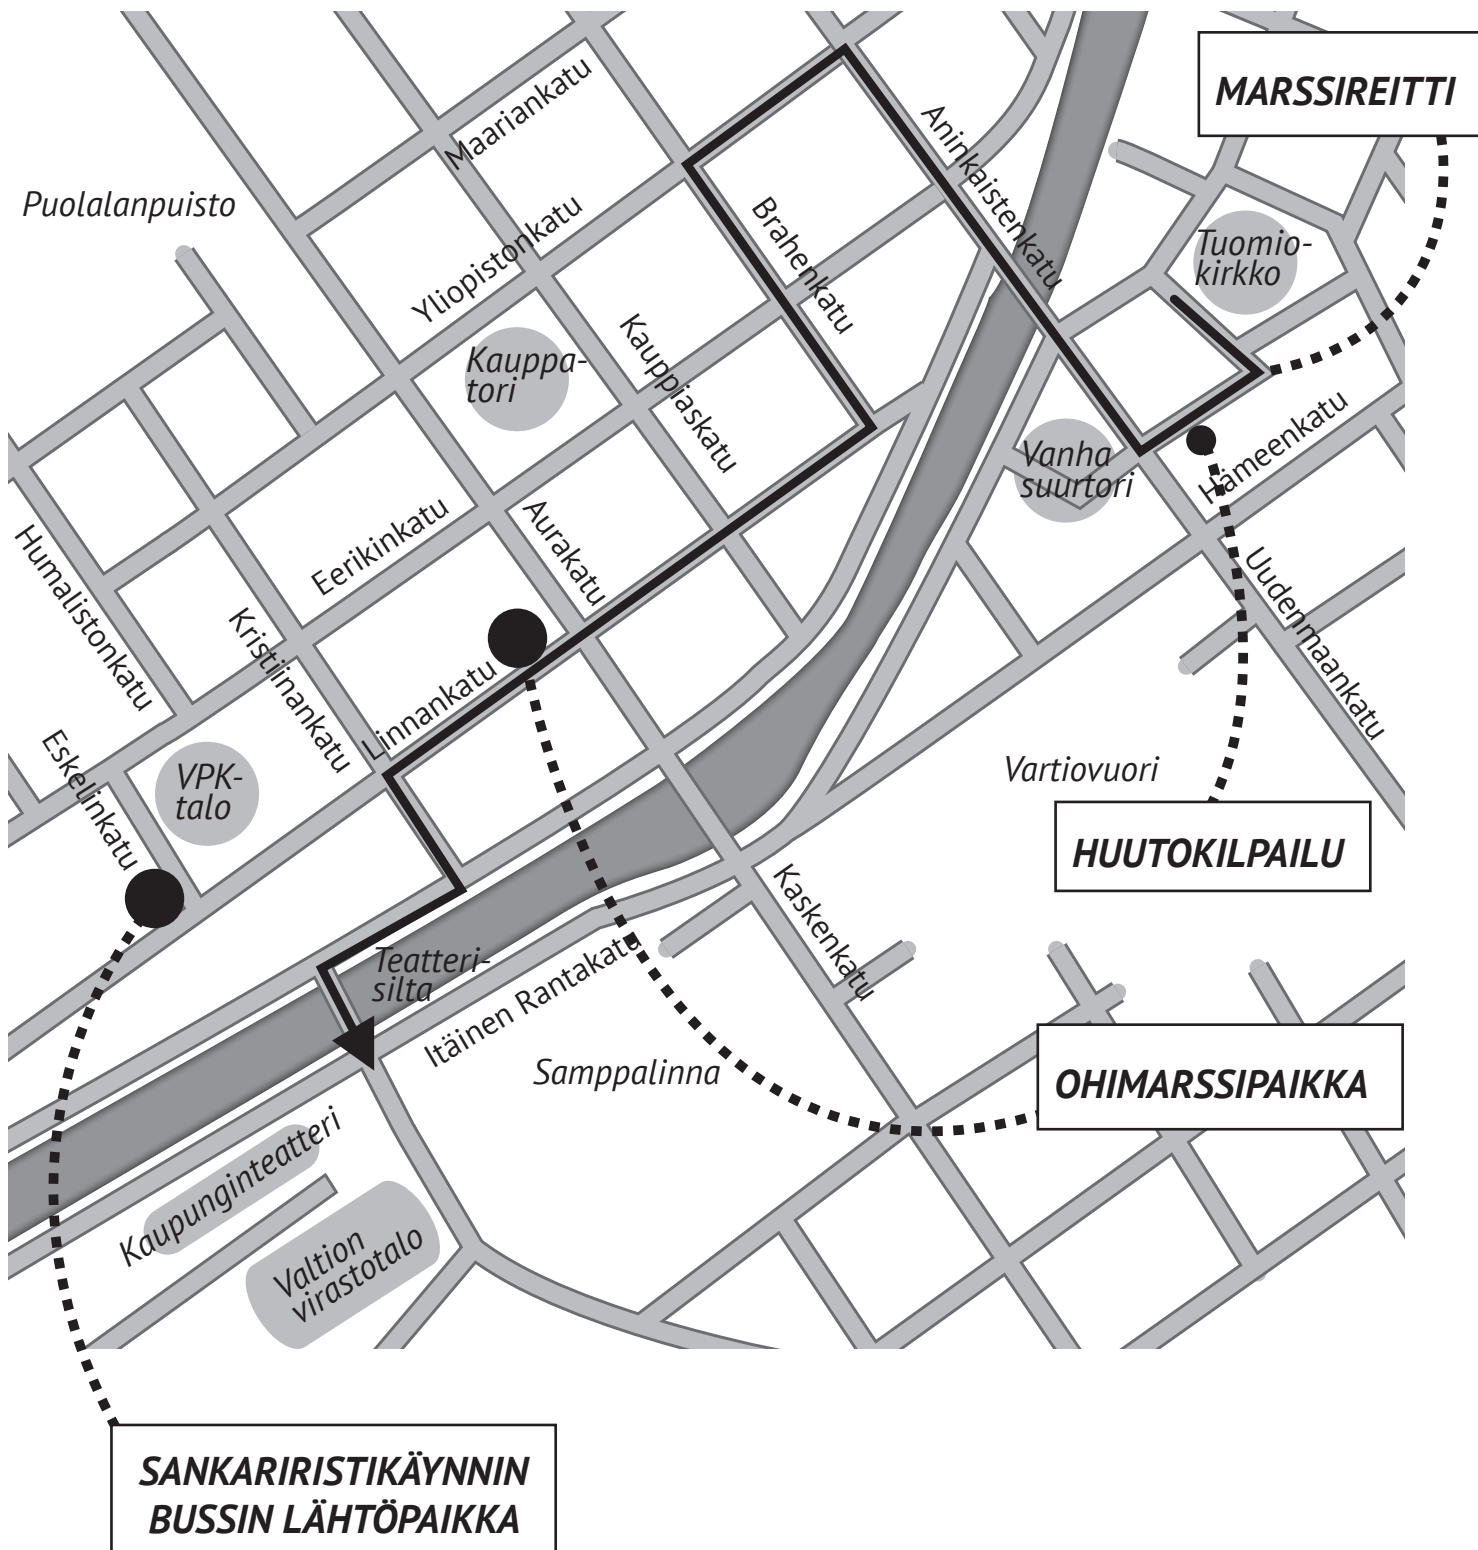 MARSSIREITTI
Maariankatu
Aninkaistenkatu
Puolalanpuisto
Yliopistonkatu
Brahenkatu
Tuomio-
kirkko
Kauppa-
tori
Kauppiaskatu
Vanha
suurtori
Hämeenkatu
Humalistonkatu
Eerikinkatu
Aurakatu
Uudenmaankatu
Kristiinankatu
Linnankatu
Eskelinkatu
VPK-
talo
Vartiovuori
HUUTOKILPAILU
Kaskenkatu
Teatteri-
silta
Itäinen Rantakatu
Samppalinna
OHIMARSSIPAIKKA
Kaupunginteatteri
Valtion
virastotalo
SANKARIRISTIKÄYNNIN
BUSSIN LÄHTÖPAIKKA